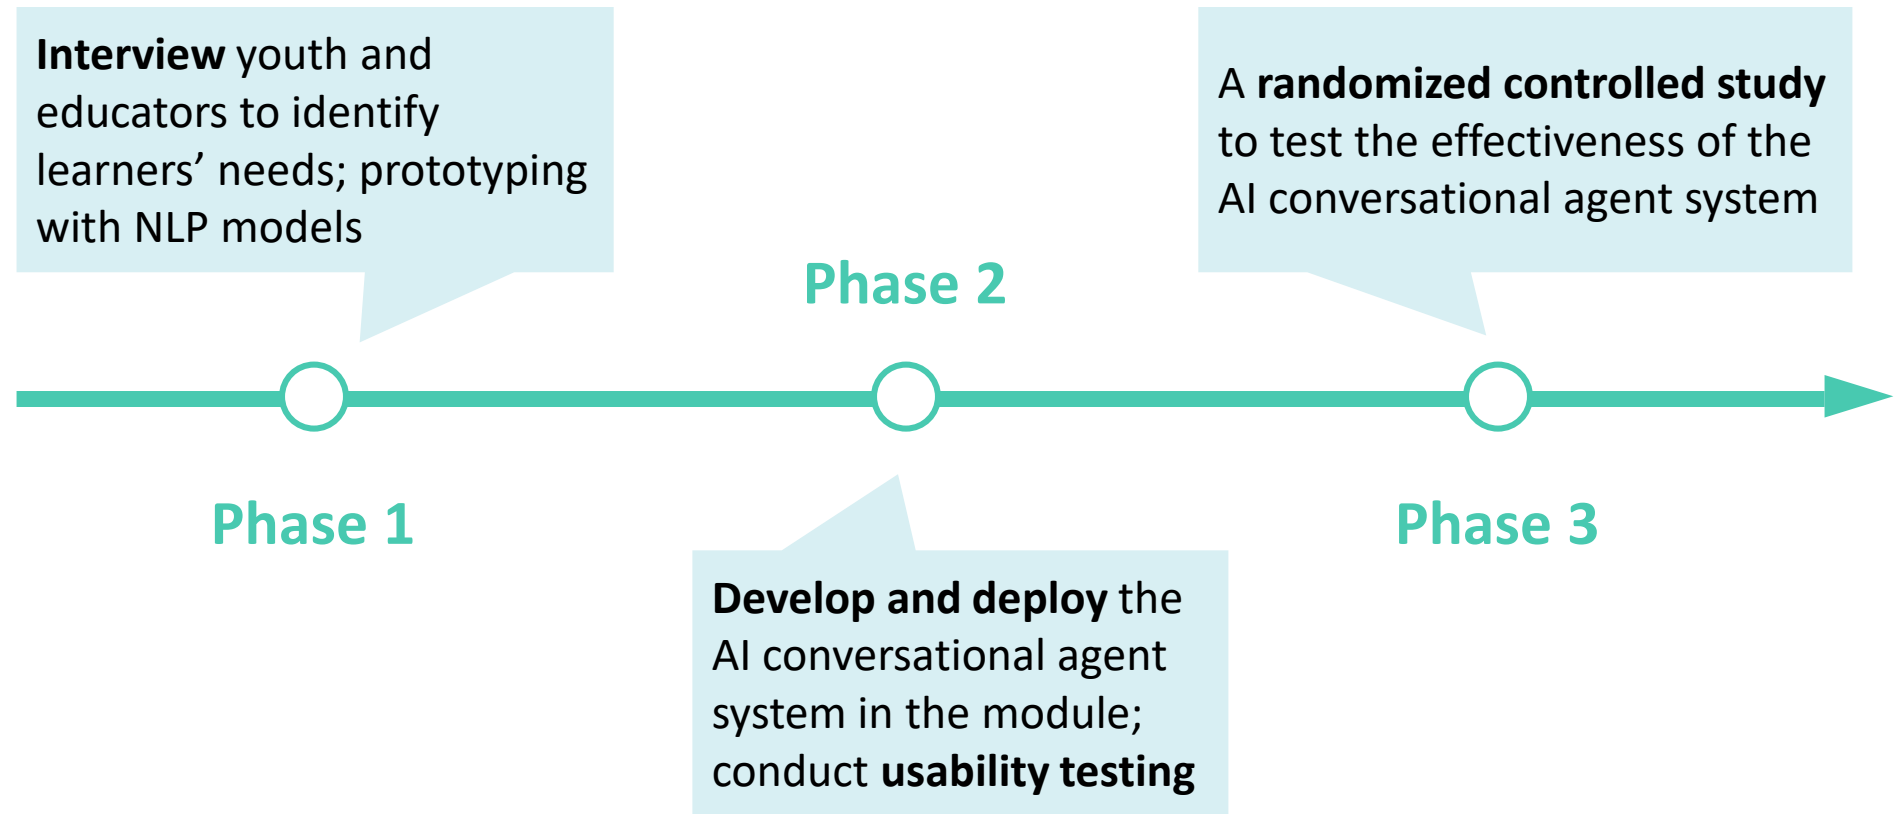 Interview youth and
educators to identify
learners’ needs; prototyping
with NLP models
Phase 1
Phase 2
Develop and deploy the
AI conversational agent
system in the module;
conduct usability testing
A randomized controlled study
to test the effectiveness of the
AI conversational agent system
Phase 3